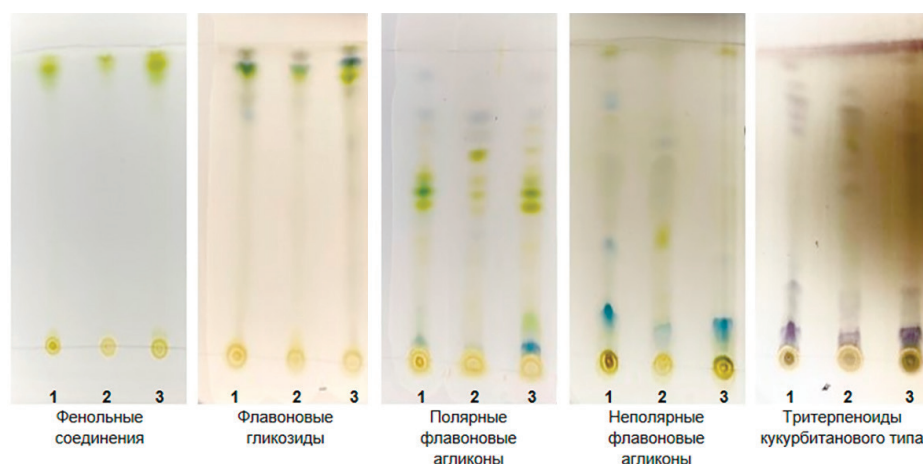 1 2 3
Фенольные
соединения
1 2 3
Флавоновые
гликозиды
1 2 3
Полярные
флавоновые
агликоны
1 2 3
Неполярные
флавоновые
агликоны
1 2 3
Тритерпеноиды
кукурбитанового типа